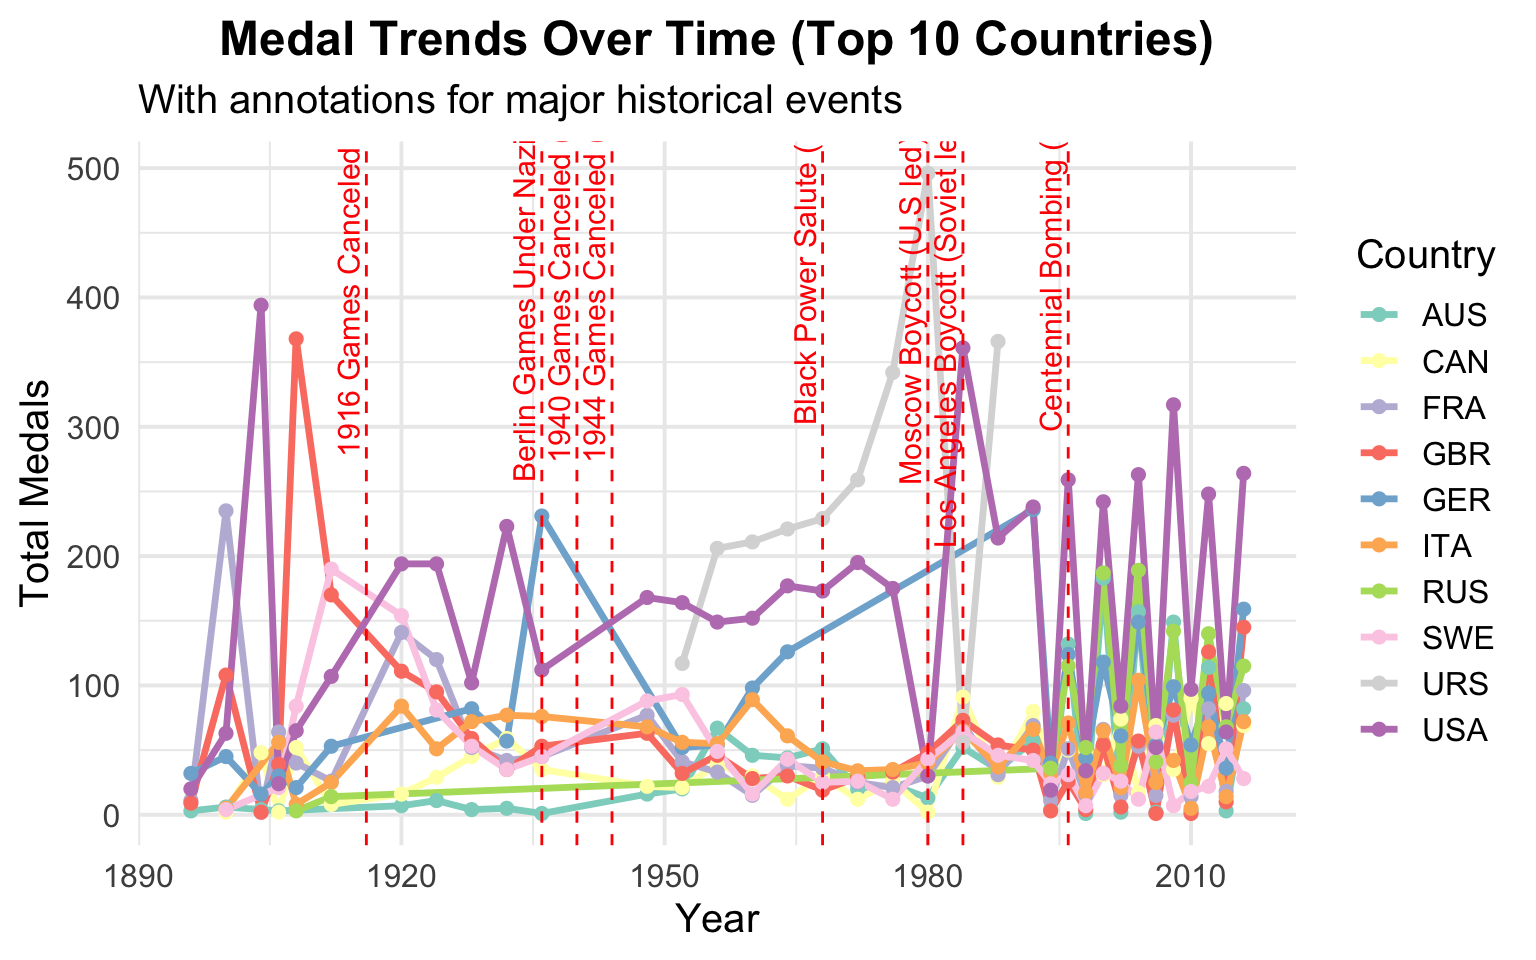 Medal Trends Over Time (Top 10 Countries)
With annotations for major historical events
Total Medals
500
400
300
200
100
0
1916 Games Canceled
Berlin Games Under Nazi
1940 Games Canceled
1944 Games Canceled
Black Power Salute (
Moscow Boycott (U.S led)
Los Angeles Boycott (Soviet le
Centennial Bombing (
1890
1920
1950
1980
2010
Year
Country
AUS
CAN
FRA
GBR
GER
ITA
RUS
SWE
URS
USA